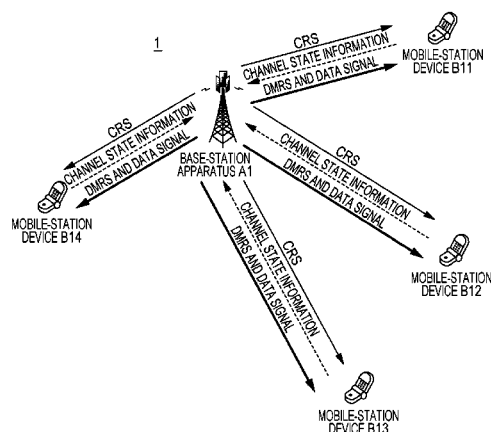 1
CRS
CHANNEL STATE INFORMATION
DMRS AND DATA SIGNAL
MOBILE-STATION
DEVICE B11
CRS
CHANNEL STATE INFORMATION
DMRS AND DATA SIGNAL
BASE-STATION
APPARATUS A1
MOBILE-STATION
DEVICE B14
CRS
CHANNEL STATE INFORMATION
DMRS AND DATA SIGNAL
MOBILE-STATION
DEVICE B12
CRS
CHANNEL STATE INFORMATION
DMRS AND DATA SIGNAL
MOBILE-STATION
DEVICE B13